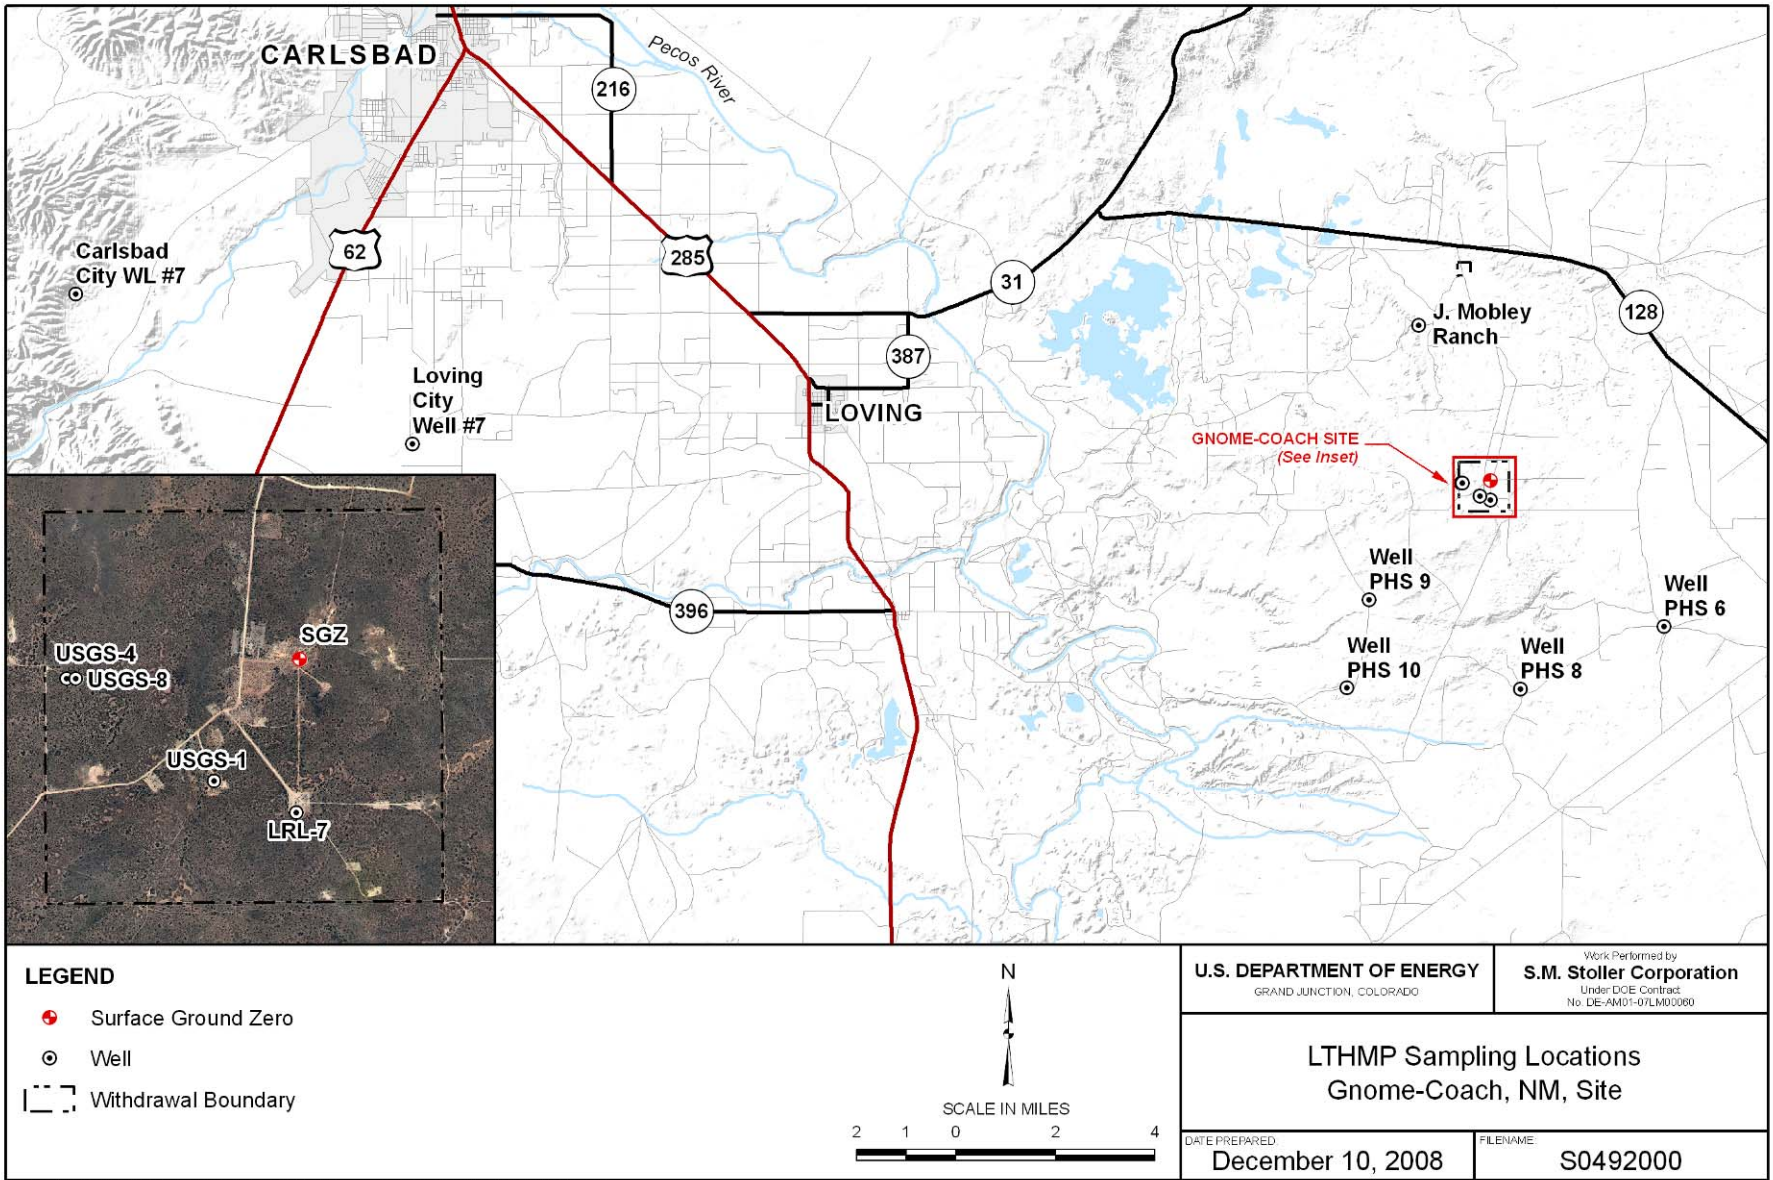 CARLSBAD
216
Pecos River
Carlsbad
City WL #7
62
285
31
J. Mobley
Ranch
128
387
Loving
City
Well #7
LOVING
GNOME-COACH SITE
(See Inset)
Well
PHS 9
Well
PHS 6
396
Well
PHS 10
Well
PHS 8
SGZ
USGS-4
USGS-8
USGS-1
LRL-7
LEGEND
Surface Ground Zero
Well
Withdrawal Boundary
N
SCALE IN MILES
2 1 0 2 4
U.S. DEPARTMENT OF ENERGY
GRAND JUNCTION, COLORADO
Work Performed by
S.M. Stoller Corporation
Under DOE Contract
No. DE-AM01-07LM00060
LTHMP Sampling Locations
Gnome-Coach, NM, Site
DATE PREPARED:
December 10, 2008
FILENAME:
S0492000